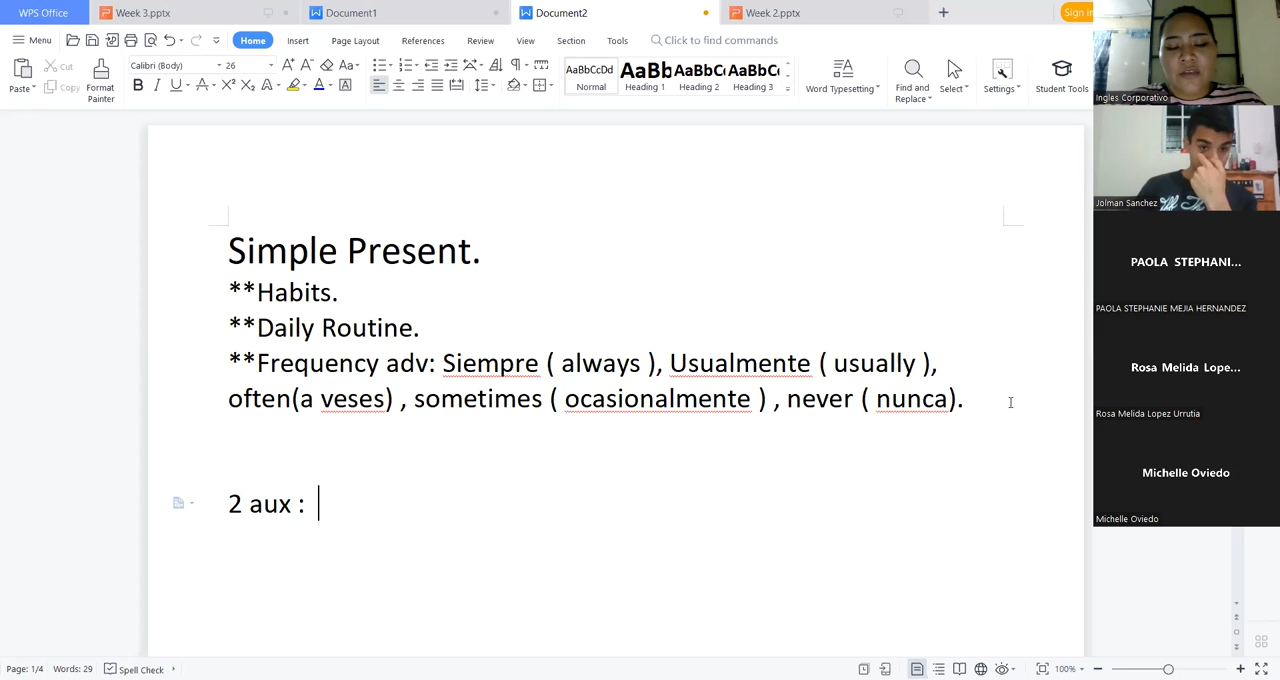 WPS Office
Week 3.pptx
Document1
Document2
Week 2.pptx
Sign in
Menu
Home
Insert
Page Layout
References
Review
View
Section
Tools
Click to find commands
Paste
Cut
Copy
Format
Painter
Calibri (Body)
26
AaBbCcDd
Normal
AaBb
Heading 1
AaBbC
Heading 2
AaBbC
Heading 3
Word Typesetting
Find and
Replace
Select
Settings
Student Tools
Simple Present.
**Habits.
**Daily Routine.
**Frequency adv: Siempre ( always ), Usualmente ( usually ),
often(a veses) , sometimes ( ocasionalmente ) , never ( nunca).
2 aux :
Ingles Corporativo
Jolman Sanchez
PAOLA STEPHANI...
PAOLA STEPHANIE MEJIA HERNANDEZ
Rosa Melida Lope...
Rosa Melida Lopez Urrutia
Michelle Oviedo
Michelle Oviedo
Page: 1/4
Words: 29
Spell Check
100%